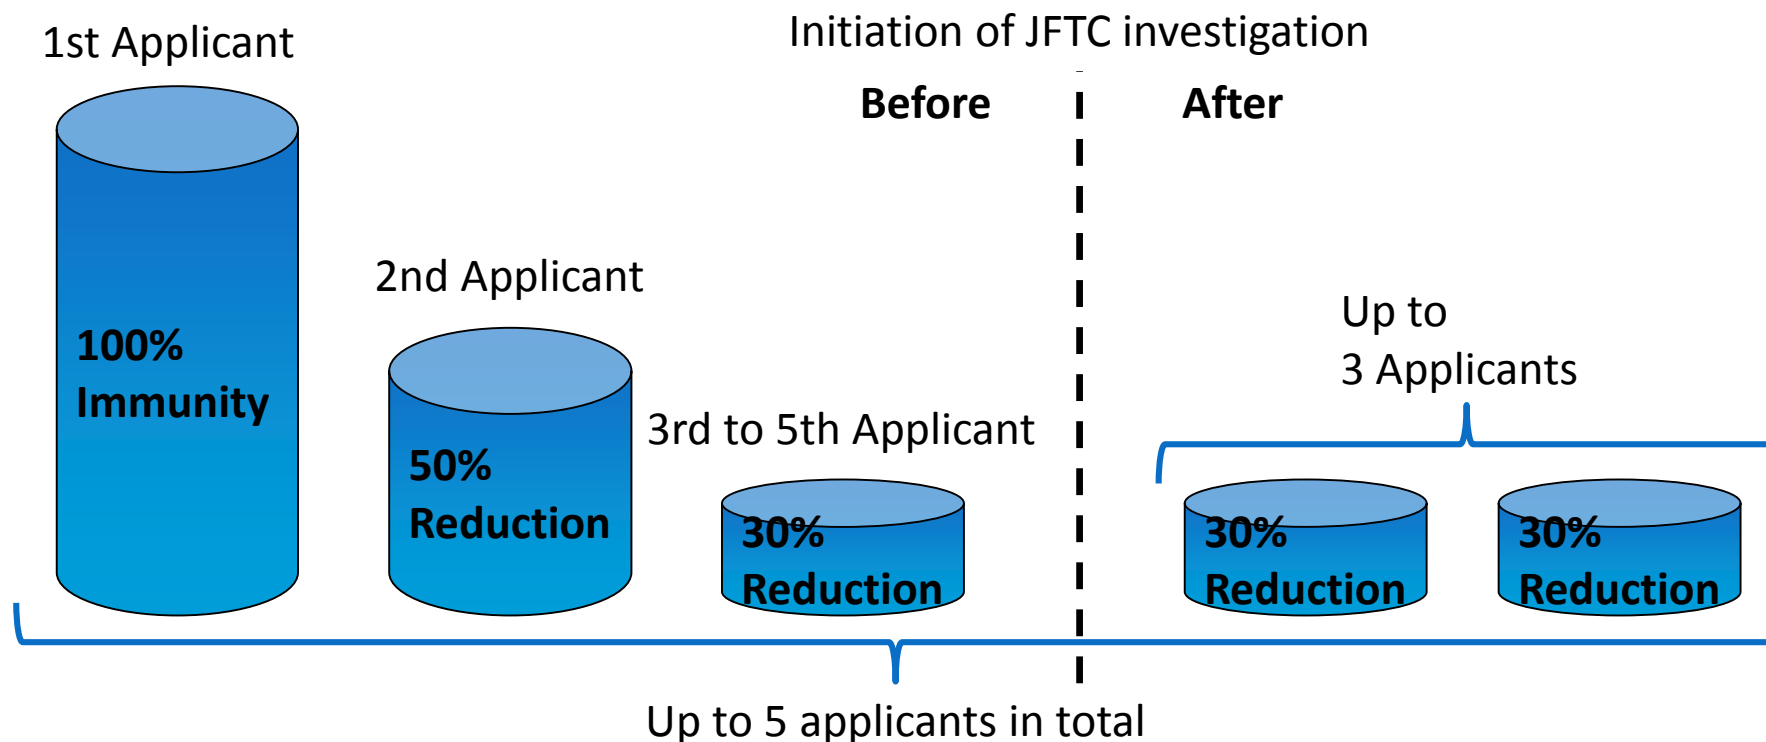 1st Applicant
Initiation of JFTC investigation
Before
After
2nd Applicant
100%
Immunity
Up to
3 Applicants
3rd to 5th Applicant
50%
Reduction
30%
Reduction
30%
Reduction
30%
Reduction
Up to 5 applicants in total